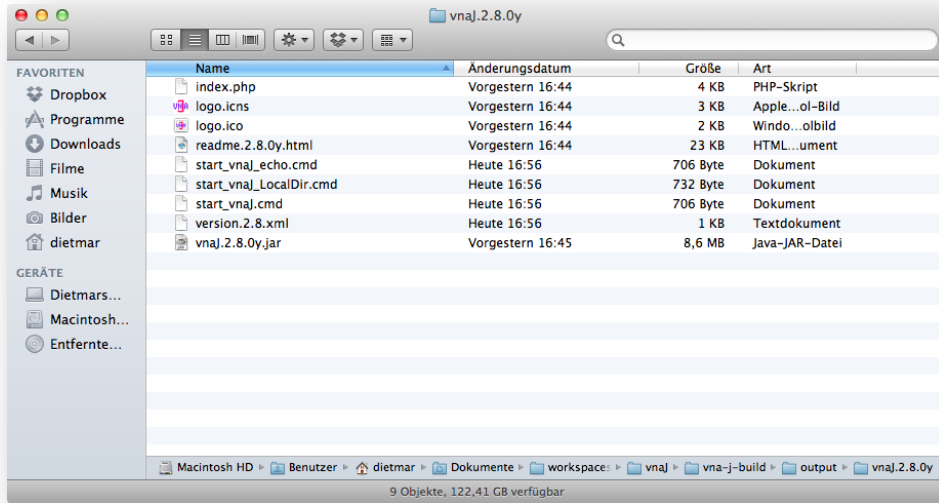 vnaJ.2.8.0y
FAVORITEN
Dropbox
Programme
Downloads
Filme
Musik
Bilder
dietmar
GERÄTE
Dietmars...
Macintosh...
Entfernte...
Name Änderungsdatum Größe Art
index.php Vorgestern 16:44 4 KB PHP-Skript
logo.icns Vorgestern 16:44 3 KB Apple...ol-Bild
logo.ico Vorgestern 16:44 2 KB Windo...olbild
readme.2.8.0y.html Vorgestern 16:44 23 KB HTML...ument
start_vnaJ_echo.cmd Heute 16:56 706 Byte Dokument
start_vnaJ_LocalDir.cmd Heute 16:56 732 Byte Dokument
start_vnaJ.cmd Heute 16:56 706 Byte Dokument
version.2.8.xml Heute 16:56 1 KB Textdokument
vnaJ.2.8.0y.jar Vorgestern 16:45 8,6 MB Java-JAR-Datei
Macintosh HD ▸ Benutzer ▸ dietmar ▸ Dokumente ▸ workspaces ▸ vnaJ ▸ vna-j-build ▸ output ▸ vnaJ.2.8.0y
9 Objekte, 122,41 GB verfügbar